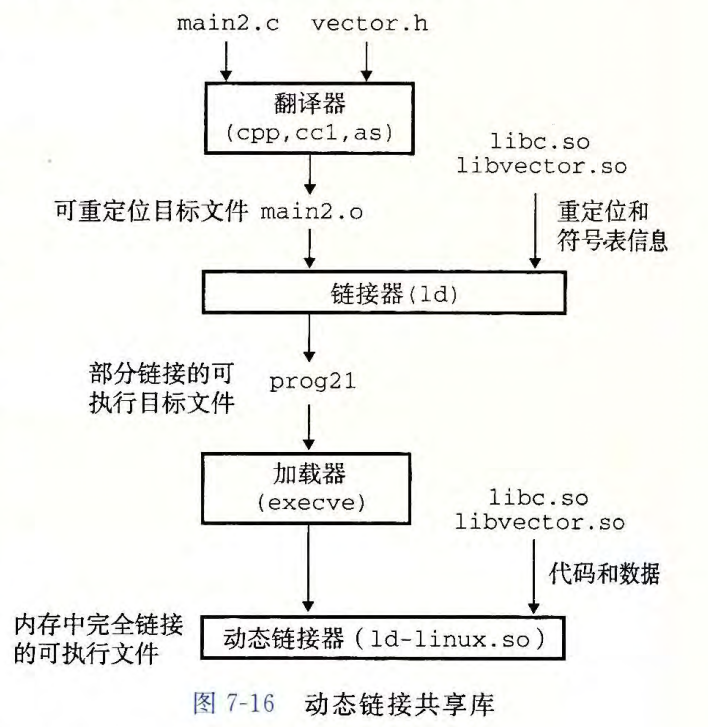 main2.c vector.h
翻译器
(cpp,cc1,as)
libc.so
libvector.so
可重定位目标文件 main2.o
重定位和
符号表信息
链接器(ld)
部分链接的可
执行目标文件
prog21
加载器
(execve)
libc.so
libvector.so
代码和数据
内存中完全链接
的可执行文件
动态链接器(ld-linux.so)
图 7-16 动态链接共享库